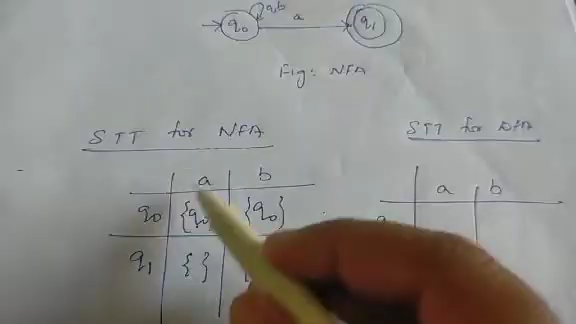 q0 a,b a q1
Fig: NFA
STT for NFA
STT for DFA
a b
a b
q0 {q0 {q0}
q1 { } {